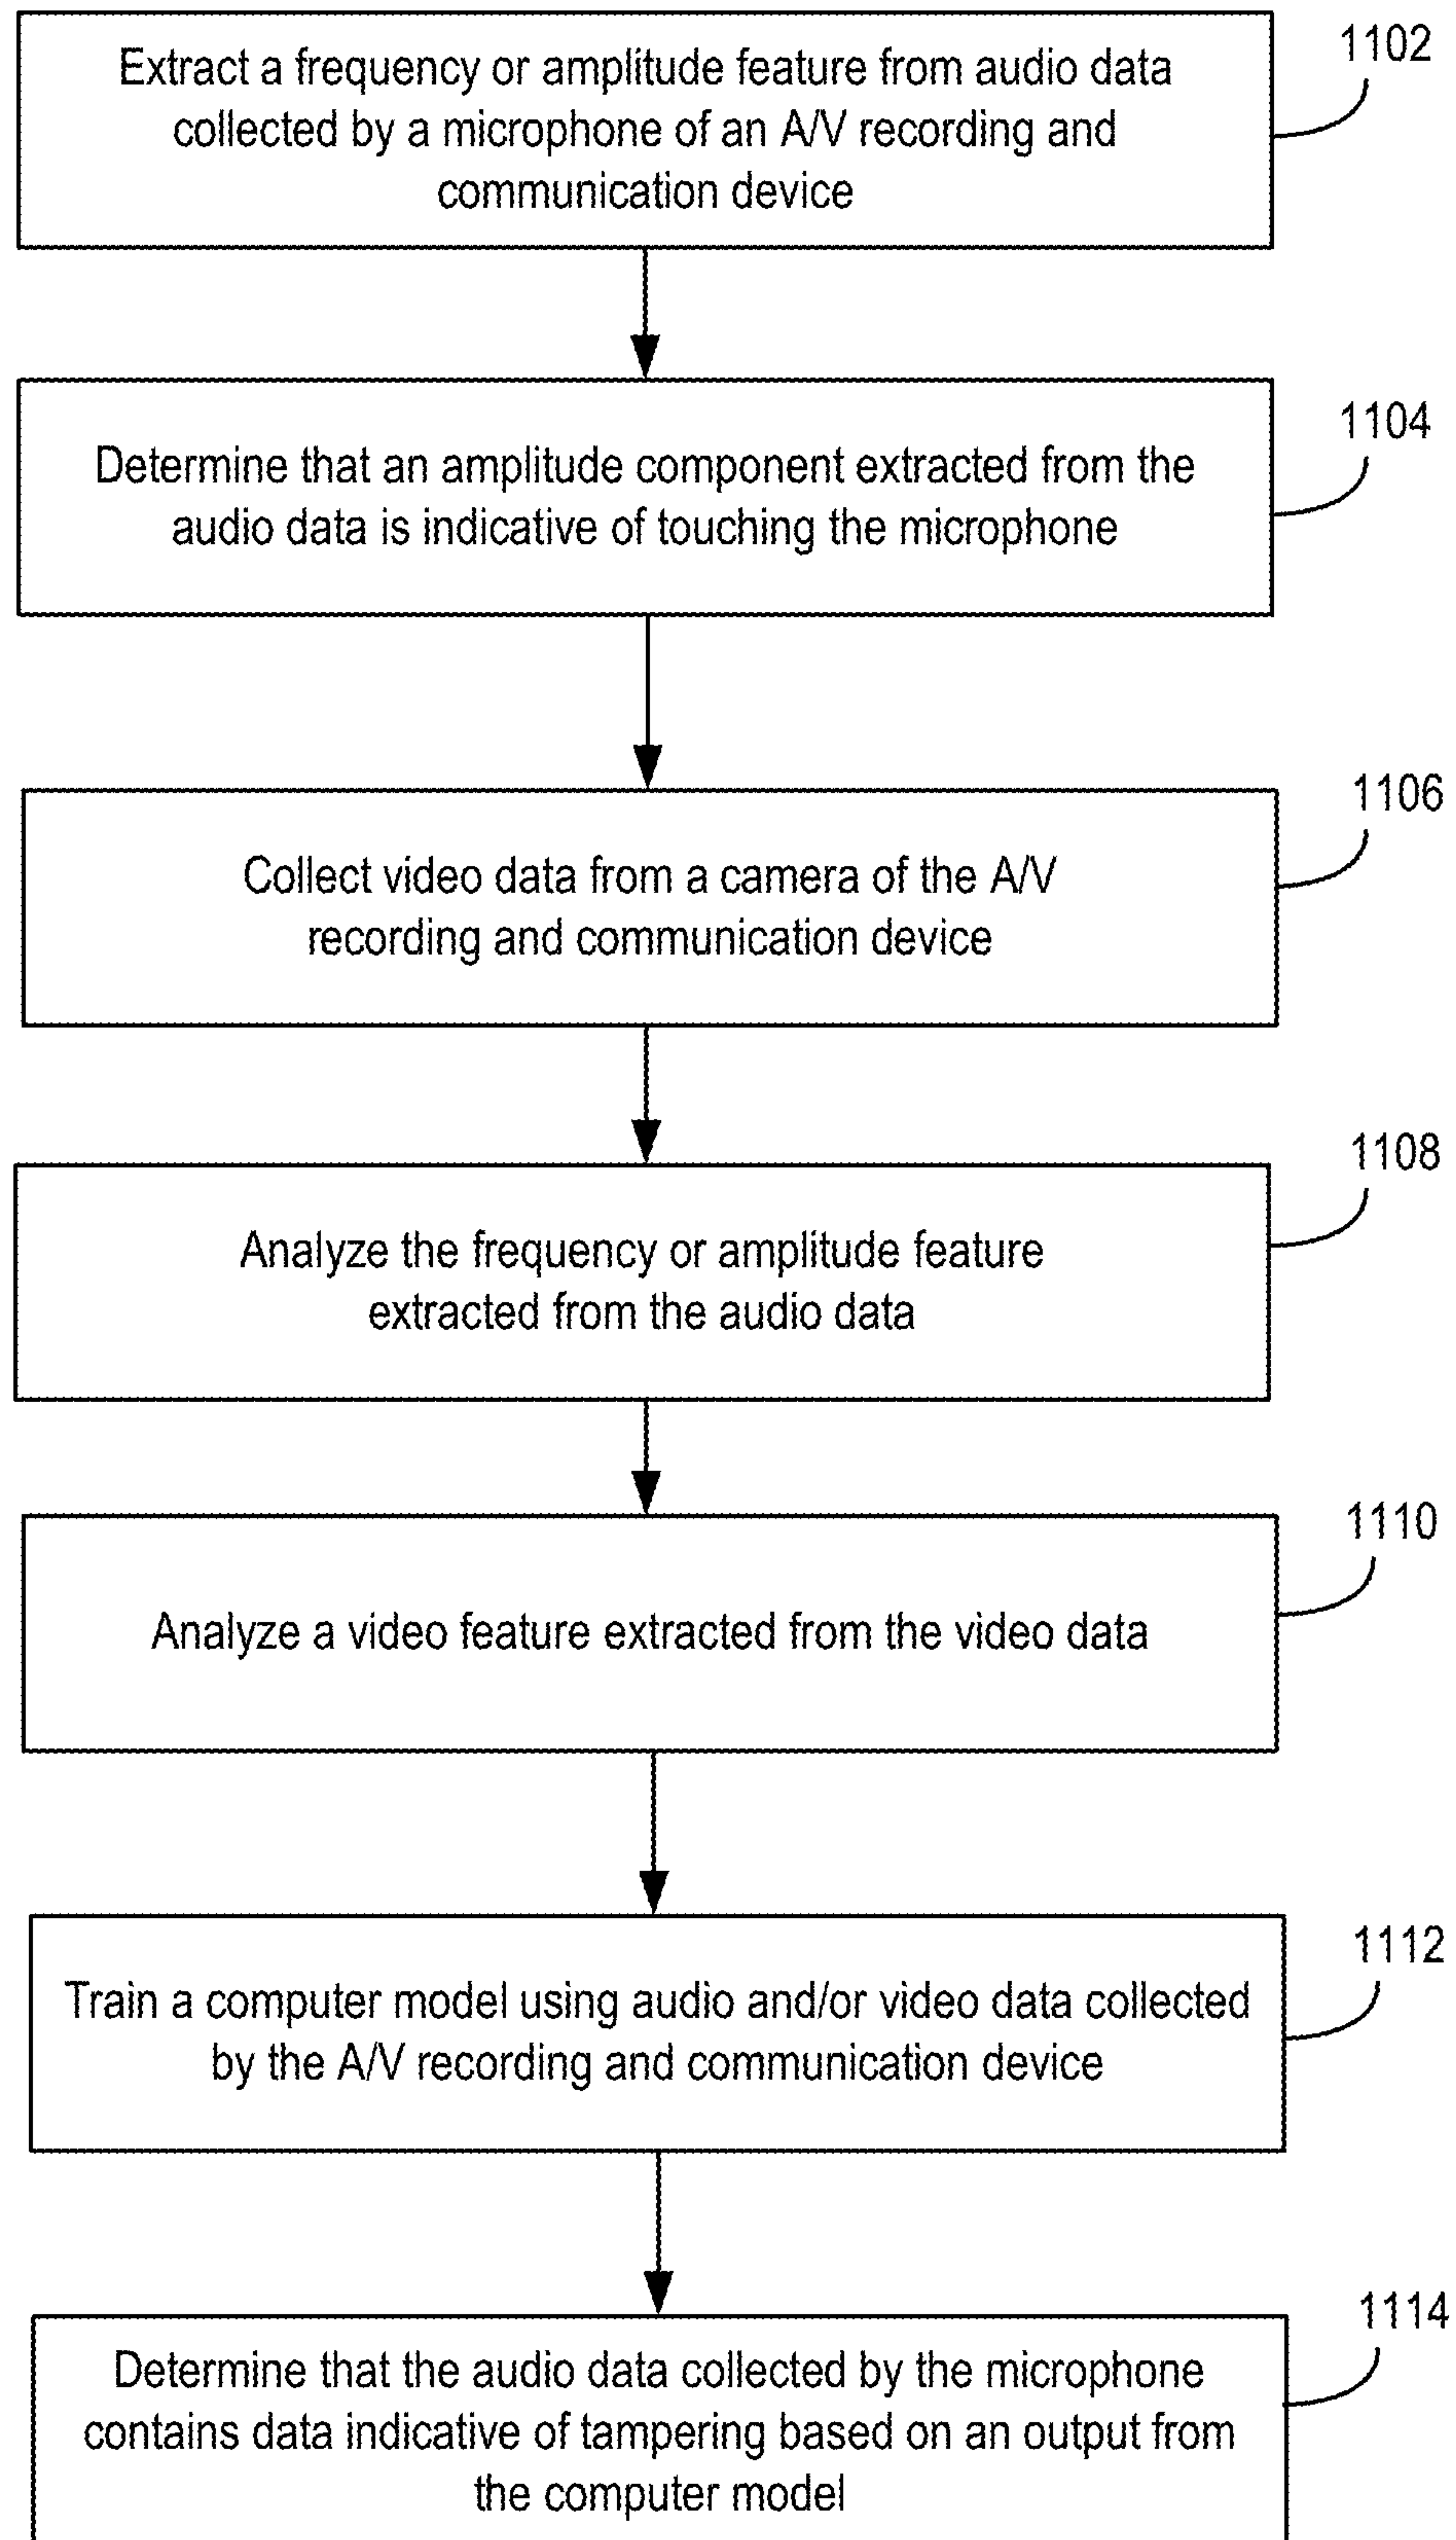 Extract a frequency or amplitude feature from audio data
collected by a microphone of an A/V recording and
communication device
1102
Determine that an amplitude component extracted from the
audio data is indicative of touching the microphone
1104
Collect video data from a camera of the A/V
recording and communication device
1106
Analyze the frequency or amplitude feature
extracted from the audio data
1108
Analyze a video feature extracted from the video data
1110
Train a computer model using audio and/or video data collected
by the A/V recording and communication device
1112
Determine that the audio data collected by the microphone
contains data indicative of tampering based on an output from
the computer model
1114